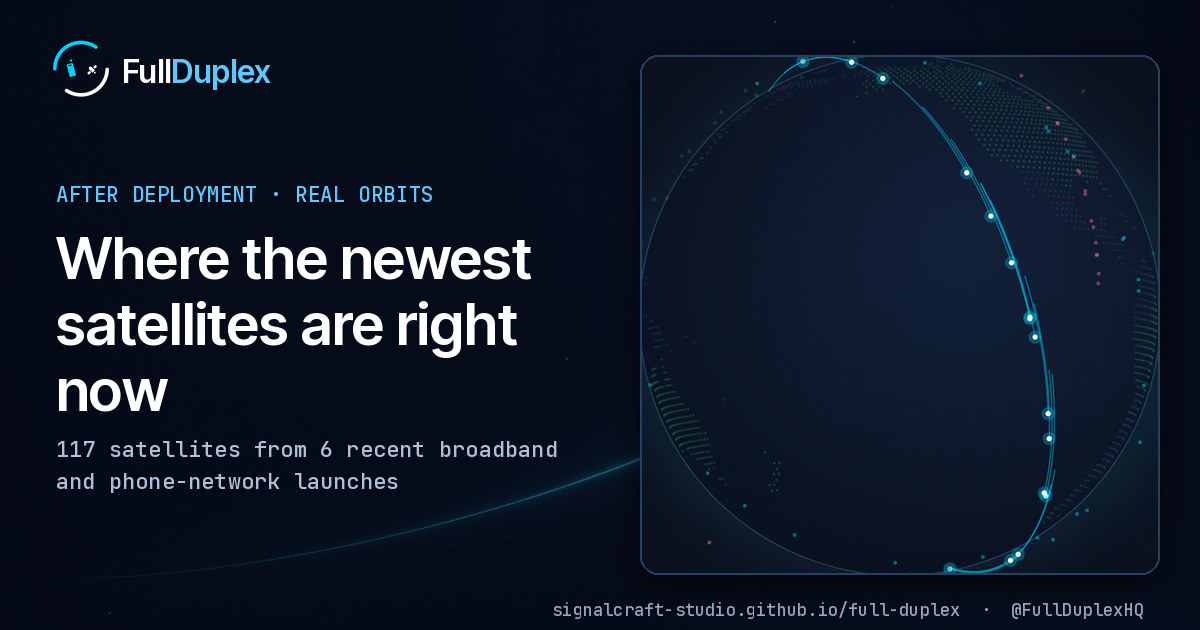 FullDuplex
AFTER DEPLOYMENT · REAL ORBITS
Where the newest
satellites are right
now
117 satellites from 6 recent broadband
and phone-network launches
signalcraft-studio.github.io/full-duplex · @FullDuplexHQ